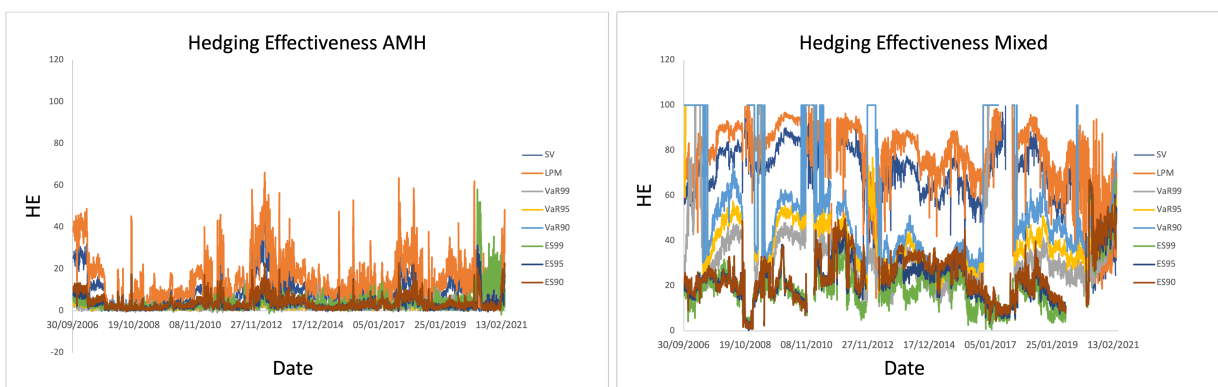 Hedging Effectiveness AMH
120
100
80
60
40
20
0
-20
HE
30/09/2006 19/10/2008 08/11/2010 27/11/2012 17/12/2014 05/01/2017 25/01/2019 13/02/2021
Date
SV
LPM
VaR99
VaR95
VaR90
ES99
ES95
ES90
Hedging Effectiveness Mixed
120
100
80
60
40
20
0
HE
30/09/2006 19/10/2008 08/11/2010 27/11/2012 17/12/2014 05/01/2017 25/01/2019 13/02/2021
Date
SV
LPM
VaR99
VaR95
VaR90
ES99
ES95
ES90